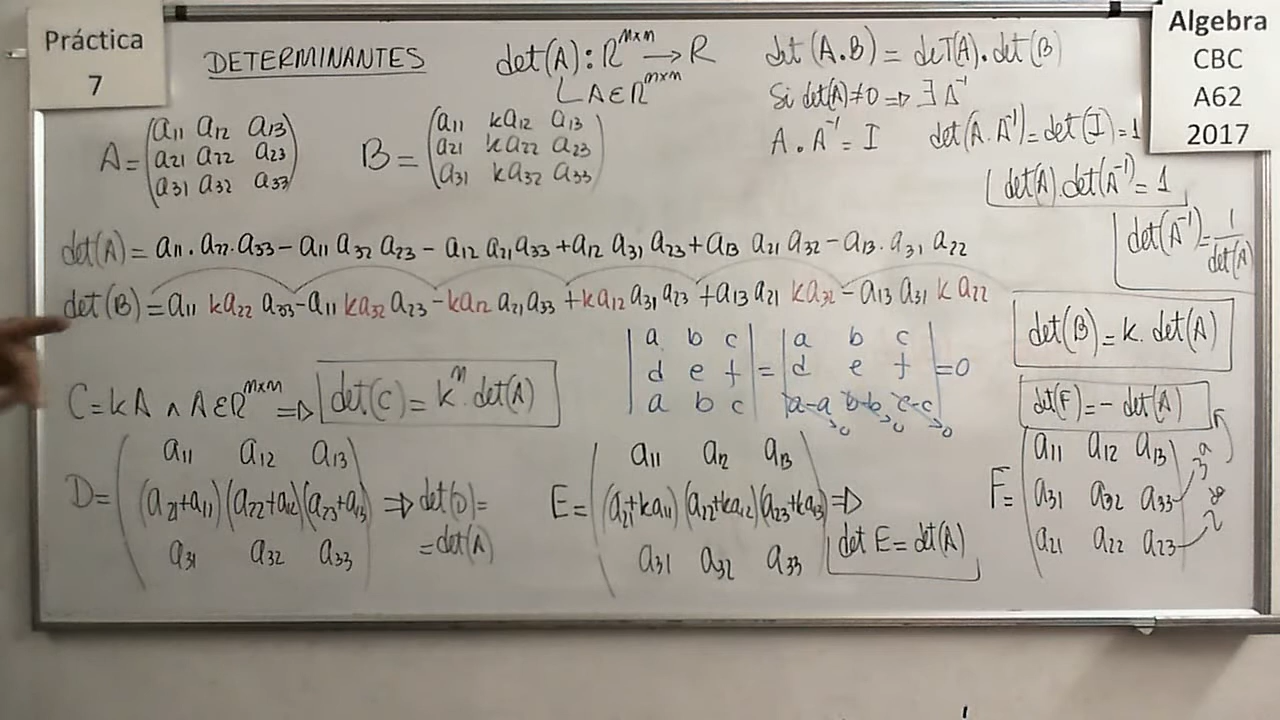 Práctica
7
DETERMINANTES
det(A): R^{n×n} → R
A ∈ R^{n×n}
det(A.B) = det(A).det(B)
Si det(A)≠0 ⇒ ∃ A^{-1}
A . A^{-1} = I
det(A.A^{-1}) = det(I) = 1
det(A).det(A^{-1}) = 1
det(A^{-1}) = 1/det(A)
Algebra
CBC
A62
2017
A = ( a11 a12 a13
a21 a22 a23
a31 a32 a33 )
B = ( a11 ka12 a13
a21 ka22 a23
a31 ka32 a33 )
det(A) = a11.a22.a33 - a11 a32 a23 - a12 a21 a33 + a12 a31 a23 + a13 a21 a32 - a13.a31 a22
det(B) = a11 ka22 a33 - a11 ka32 a23 - ka12 a21 a33 + ka12 a31 a23 + a13 a21 ka32 - a13 a31 k a22
det(B) = k.det(A)
| a b c | = | a b c | = 0
| d e f | | d e f |
| a b c | | a-a b-b c-c |
0 0 0
C = kA ∧ A ∈ R^{n×n} ⇒ det(C) = k^n.det(A)
det(F) = - det(A)
D = ( a11 a12 a13
(a21+a11) (a22+a12) (a23+a13)
a31 a32 a33 )
⇒ det(D) =
= det(A)
E = ( a11 a12 a13
(a21+ka11) (a22+ka12) (a23+ka13)
a31 a32 a33 )
⇒
det E = det(A)
F = ( a11 a12 a13
a31 a32 a33
a21 a22 a23 )